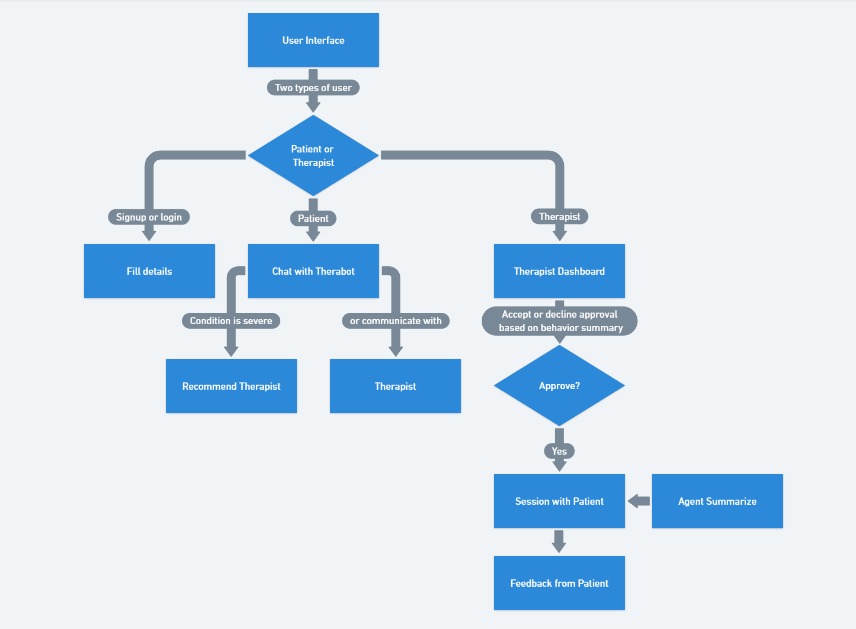 User Interface
Two types of user
Patient or
Therapist
Signup or login
Patient
Therapist
Fill details
Chat with Therabot
Therapist Dashboard
Condition is severe
or communicate with
Accept or decline approval
based on behavior summary
Recommend Therapist
Therapist
Approve?
Yes
Session with Patient
Agent Summarize
Feedback from Patient